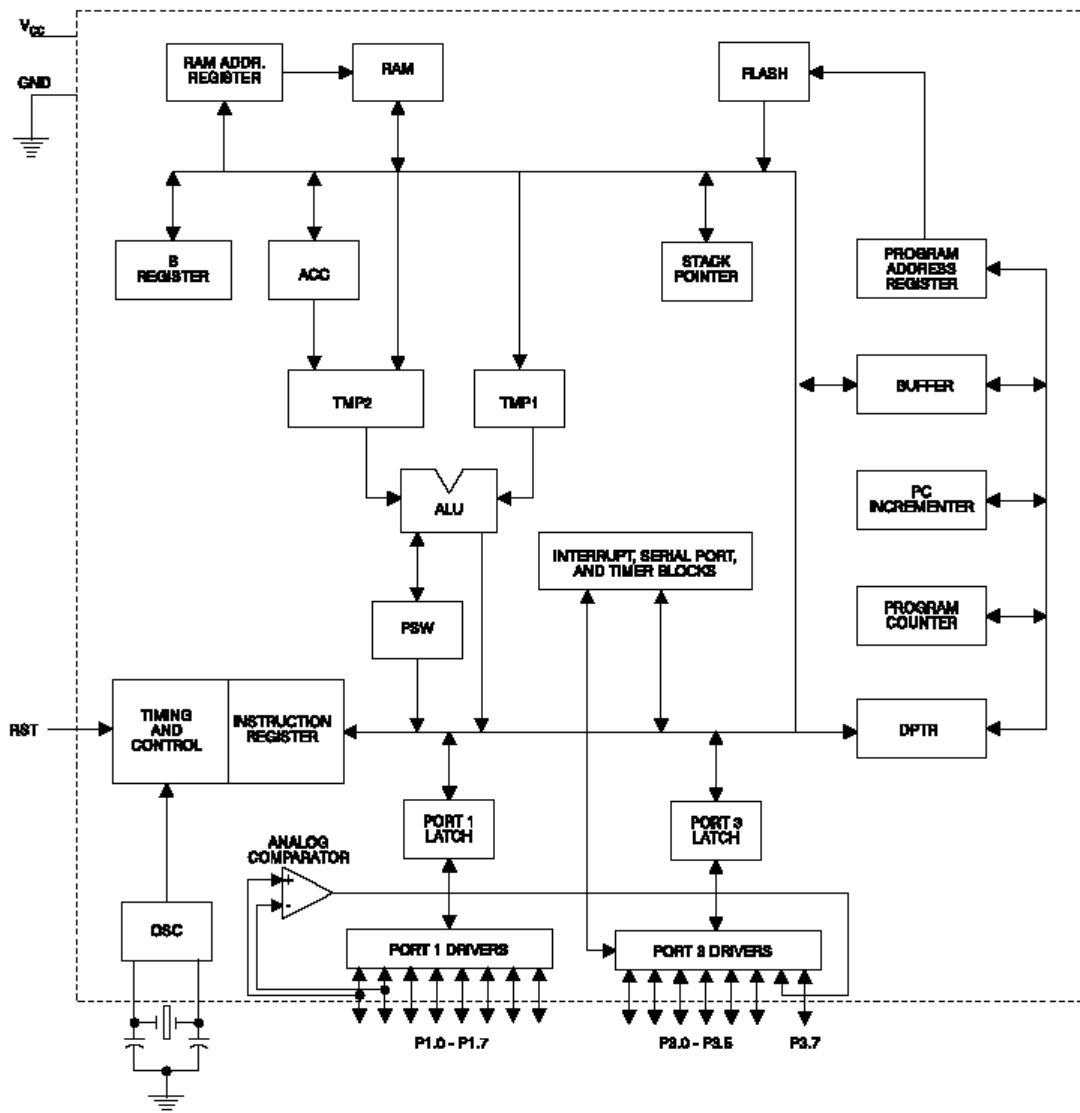 VCC
GND
RAM ADDR.
REGISTER
RAM
FLASH
B
REGISTER
ACC
STACK
POINTER
PROGRAM
ADDRESS
REGISTER
TMP2
TMP1
BUFFER
ALU
PC
INCREMENTER
INTERRUPT, SERIAL PORT,
AND TIMER BLOCKS
PSW
PROGRAM
COUNTER
RST
TIMING
AND
CONTROL
INSTRUCTION
REGISTER
DPTR
PORT 1
LATCH
PORT 3
LATCH
ANALOG
COMPARATOR
+
-
OSC
PORT 1 DRIVERS
PORT 3 DRIVERS
P1.0 - P1.7
P3.0 - P3.5
P3.7